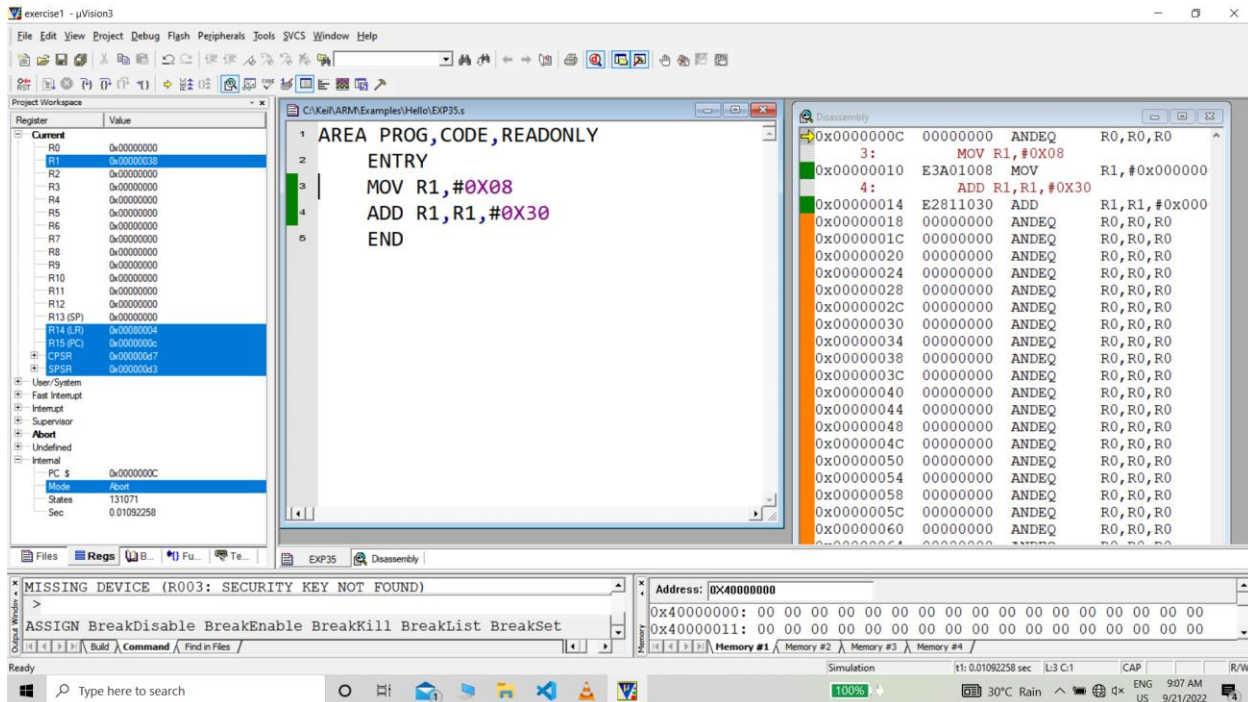 exercise1 - µVision3
File Edit View Project Debug Flash Peripherals Tools SVCS Window Help
Project Workspace
Register Value
Current
R0 0x00000000
R1 0x00000038
R2 0x00000000
R3 0x00000000
R4 0x00000000
R5 0x00000000
R6 0x00000000
R7 0x00000000
R8 0x00000000
R9 0x00000000
R10 0x00000000
R11 0x00000000
R12 0x00000000
R13 (SP) 0x00000000
R14 (LR) 0x00080004
R15 (PC) 0x0000000c
CPSR 0x000000d7
SPSR 0x000000d3
User/System
Fast Interrupt
Interrupt
Supervisor
Abort
Undefined
Internal
PC $ 0x0000000C
Mode Abort
States 131071
Sec 0.01092258
Files Regs B... Fu... Te...
C:\Keil\ARM\Examples\Hello\EXP35.s
1 AREA PROG,CODE,READONLY
2 ENTRY
3 MOV R1,#0X08
4 ADD R1,R1,#0X30
5 END
EXP35 Disassembly
Disassembly
0x0000000C 00000000 ANDEQ R0,R0,R0
3: MOV R1,#0X08
0x00000010 E3A01008 MOV R1,#0x000000
4: ADD R1,R1,#0X30
0x00000014 E2811030 ADD R1,R1,#0x000
0x00000018 00000000 ANDEQ R0,R0,R0
0x0000001C 00000000 ANDEQ R0,R0,R0
0x00000020 00000000 ANDEQ R0,R0,R0
0x00000024 00000000 ANDEQ R0,R0,R0
0x00000028 00000000 ANDEQ R0,R0,R0
0x0000002C 00000000 ANDEQ R0,R0,R0
0x00000030 00000000 ANDEQ R0,R0,R0
0x00000034 00000000 ANDEQ R0,R0,R0
0x00000038 00000000 ANDEQ R0,R0,R0
0x0000003C 00000000 ANDEQ R0,R0,R0
0x00000040 00000000 ANDEQ R0,R0,R0
0x00000044 00000000 ANDEQ R0,R0,R0
0x00000048 00000000 ANDEQ R0,R0,R0
0x0000004C 00000000 ANDEQ R0,R0,R0
0x00000050 00000000 ANDEQ R0,R0,R0
0x00000054 00000000 ANDEQ R0,R0,R0
0x00000058 00000000 ANDEQ R0,R0,R0
0x0000005C 00000000 ANDEQ R0,R0,R0
0x00000060 00000000 ANDEQ R0,R0,R0
Output Window
MISSING DEVICE (R003: SECURITY KEY NOT FOUND)
>
ASSIGN BreakDisable BreakEnable BreakKill BreakList BreakSet
Build Command Find in Files
Memory
Address: 0X40000000
0x40000000: 00 00 00 00 00 00 00 00 00 00 00 00 00 00 00 00 00
0x40000011: 00 00 00 00 00 00 00 00 00 00 00 00 00 00 00 00 00
Memory #1 Memory #2 Memory #3 Memory #4
Ready Simulation t1: 0.01092258 sec L:3 C:1 CAP R/W
Type here to search 100% 30°C Rain ENG US 9:07 AM 9/21/2022 4